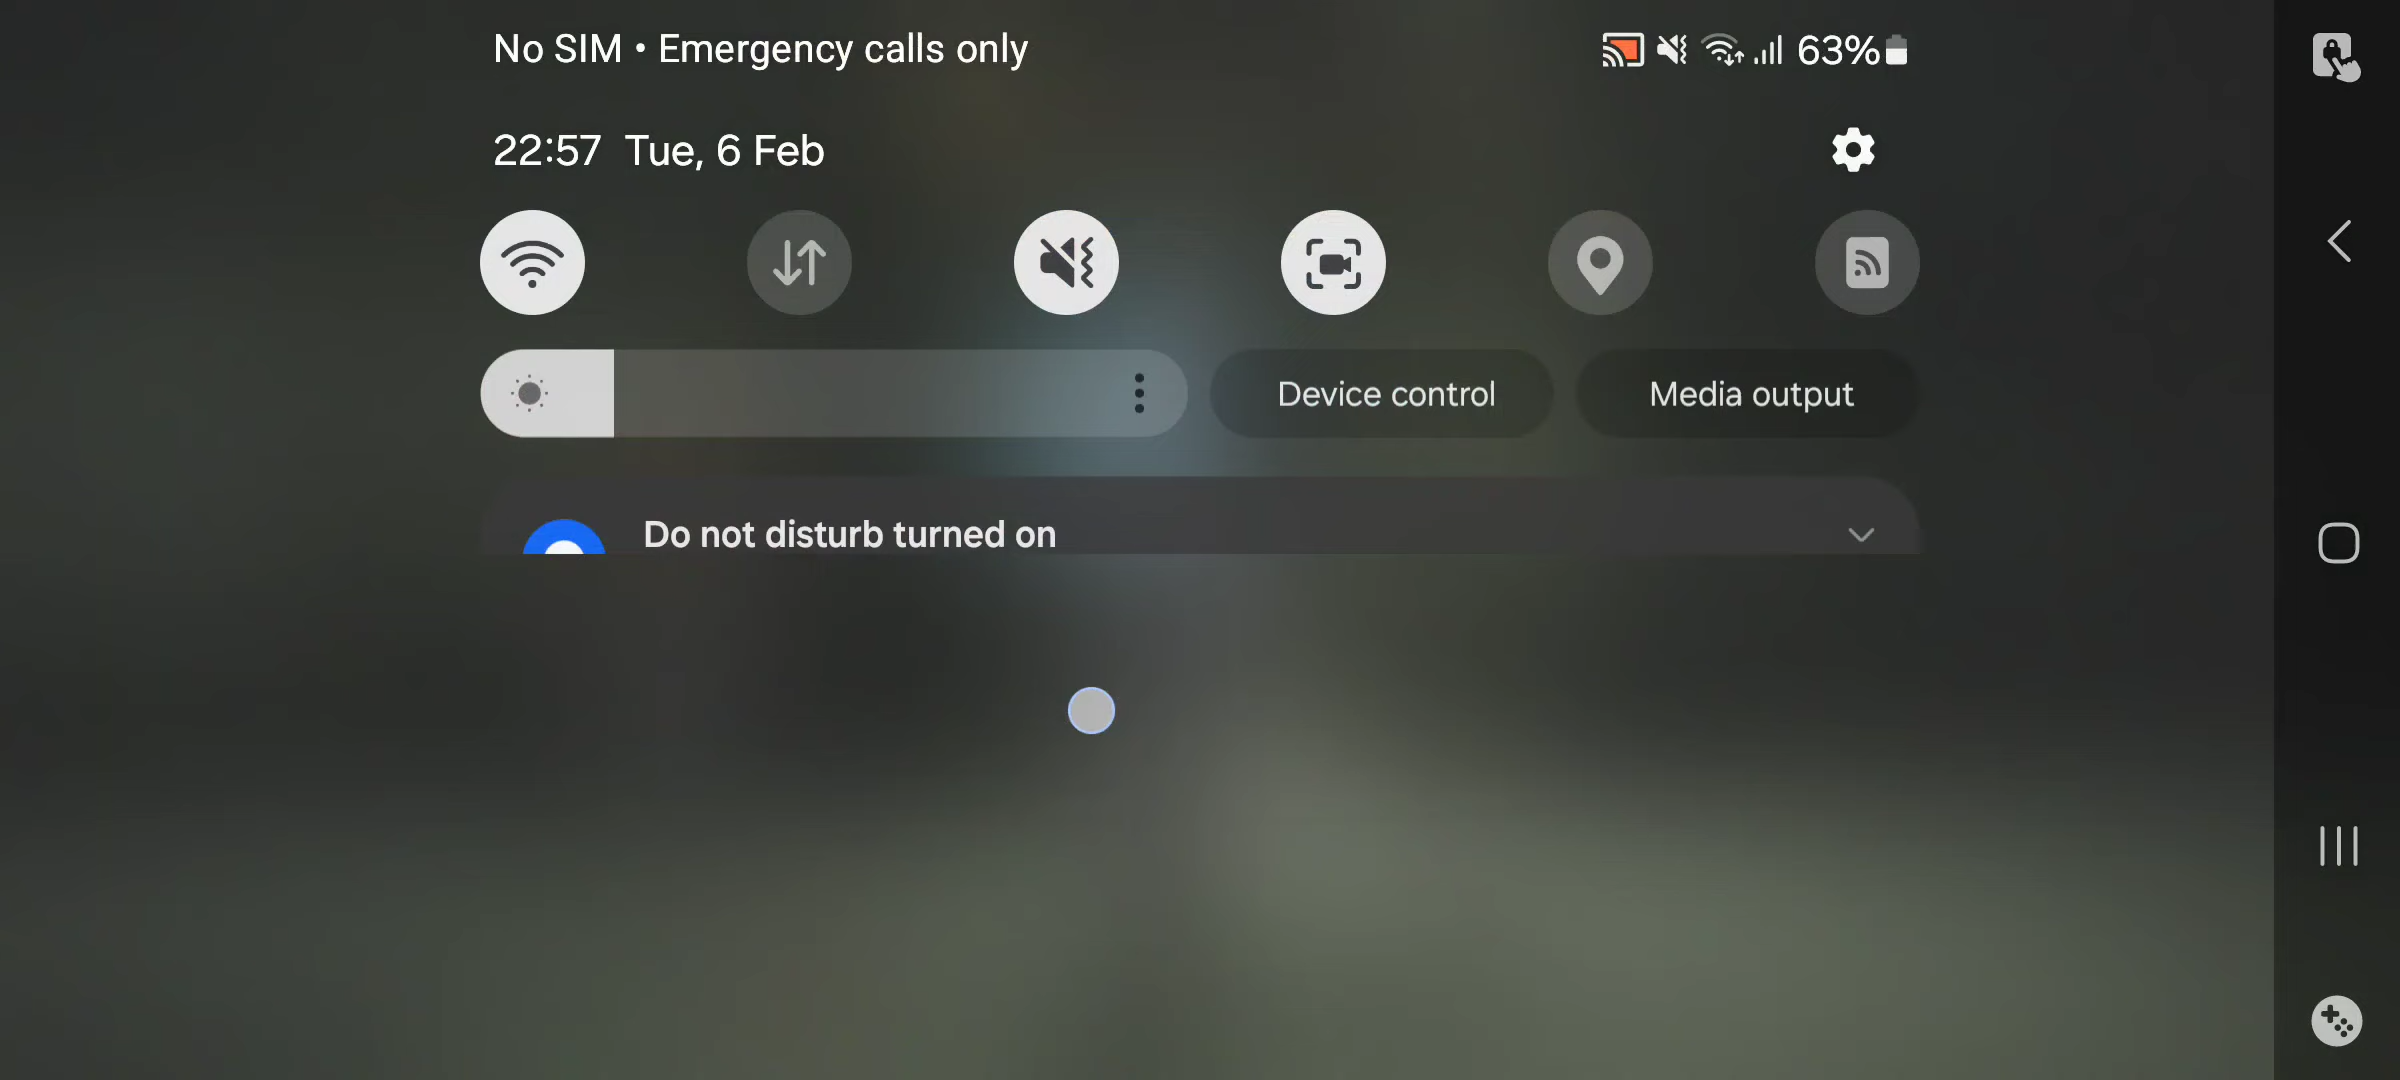 No SIM • Emergency calls only
63%
22:57 Tue, 6 Feb
Device control
Media output
Do not disturb turned on